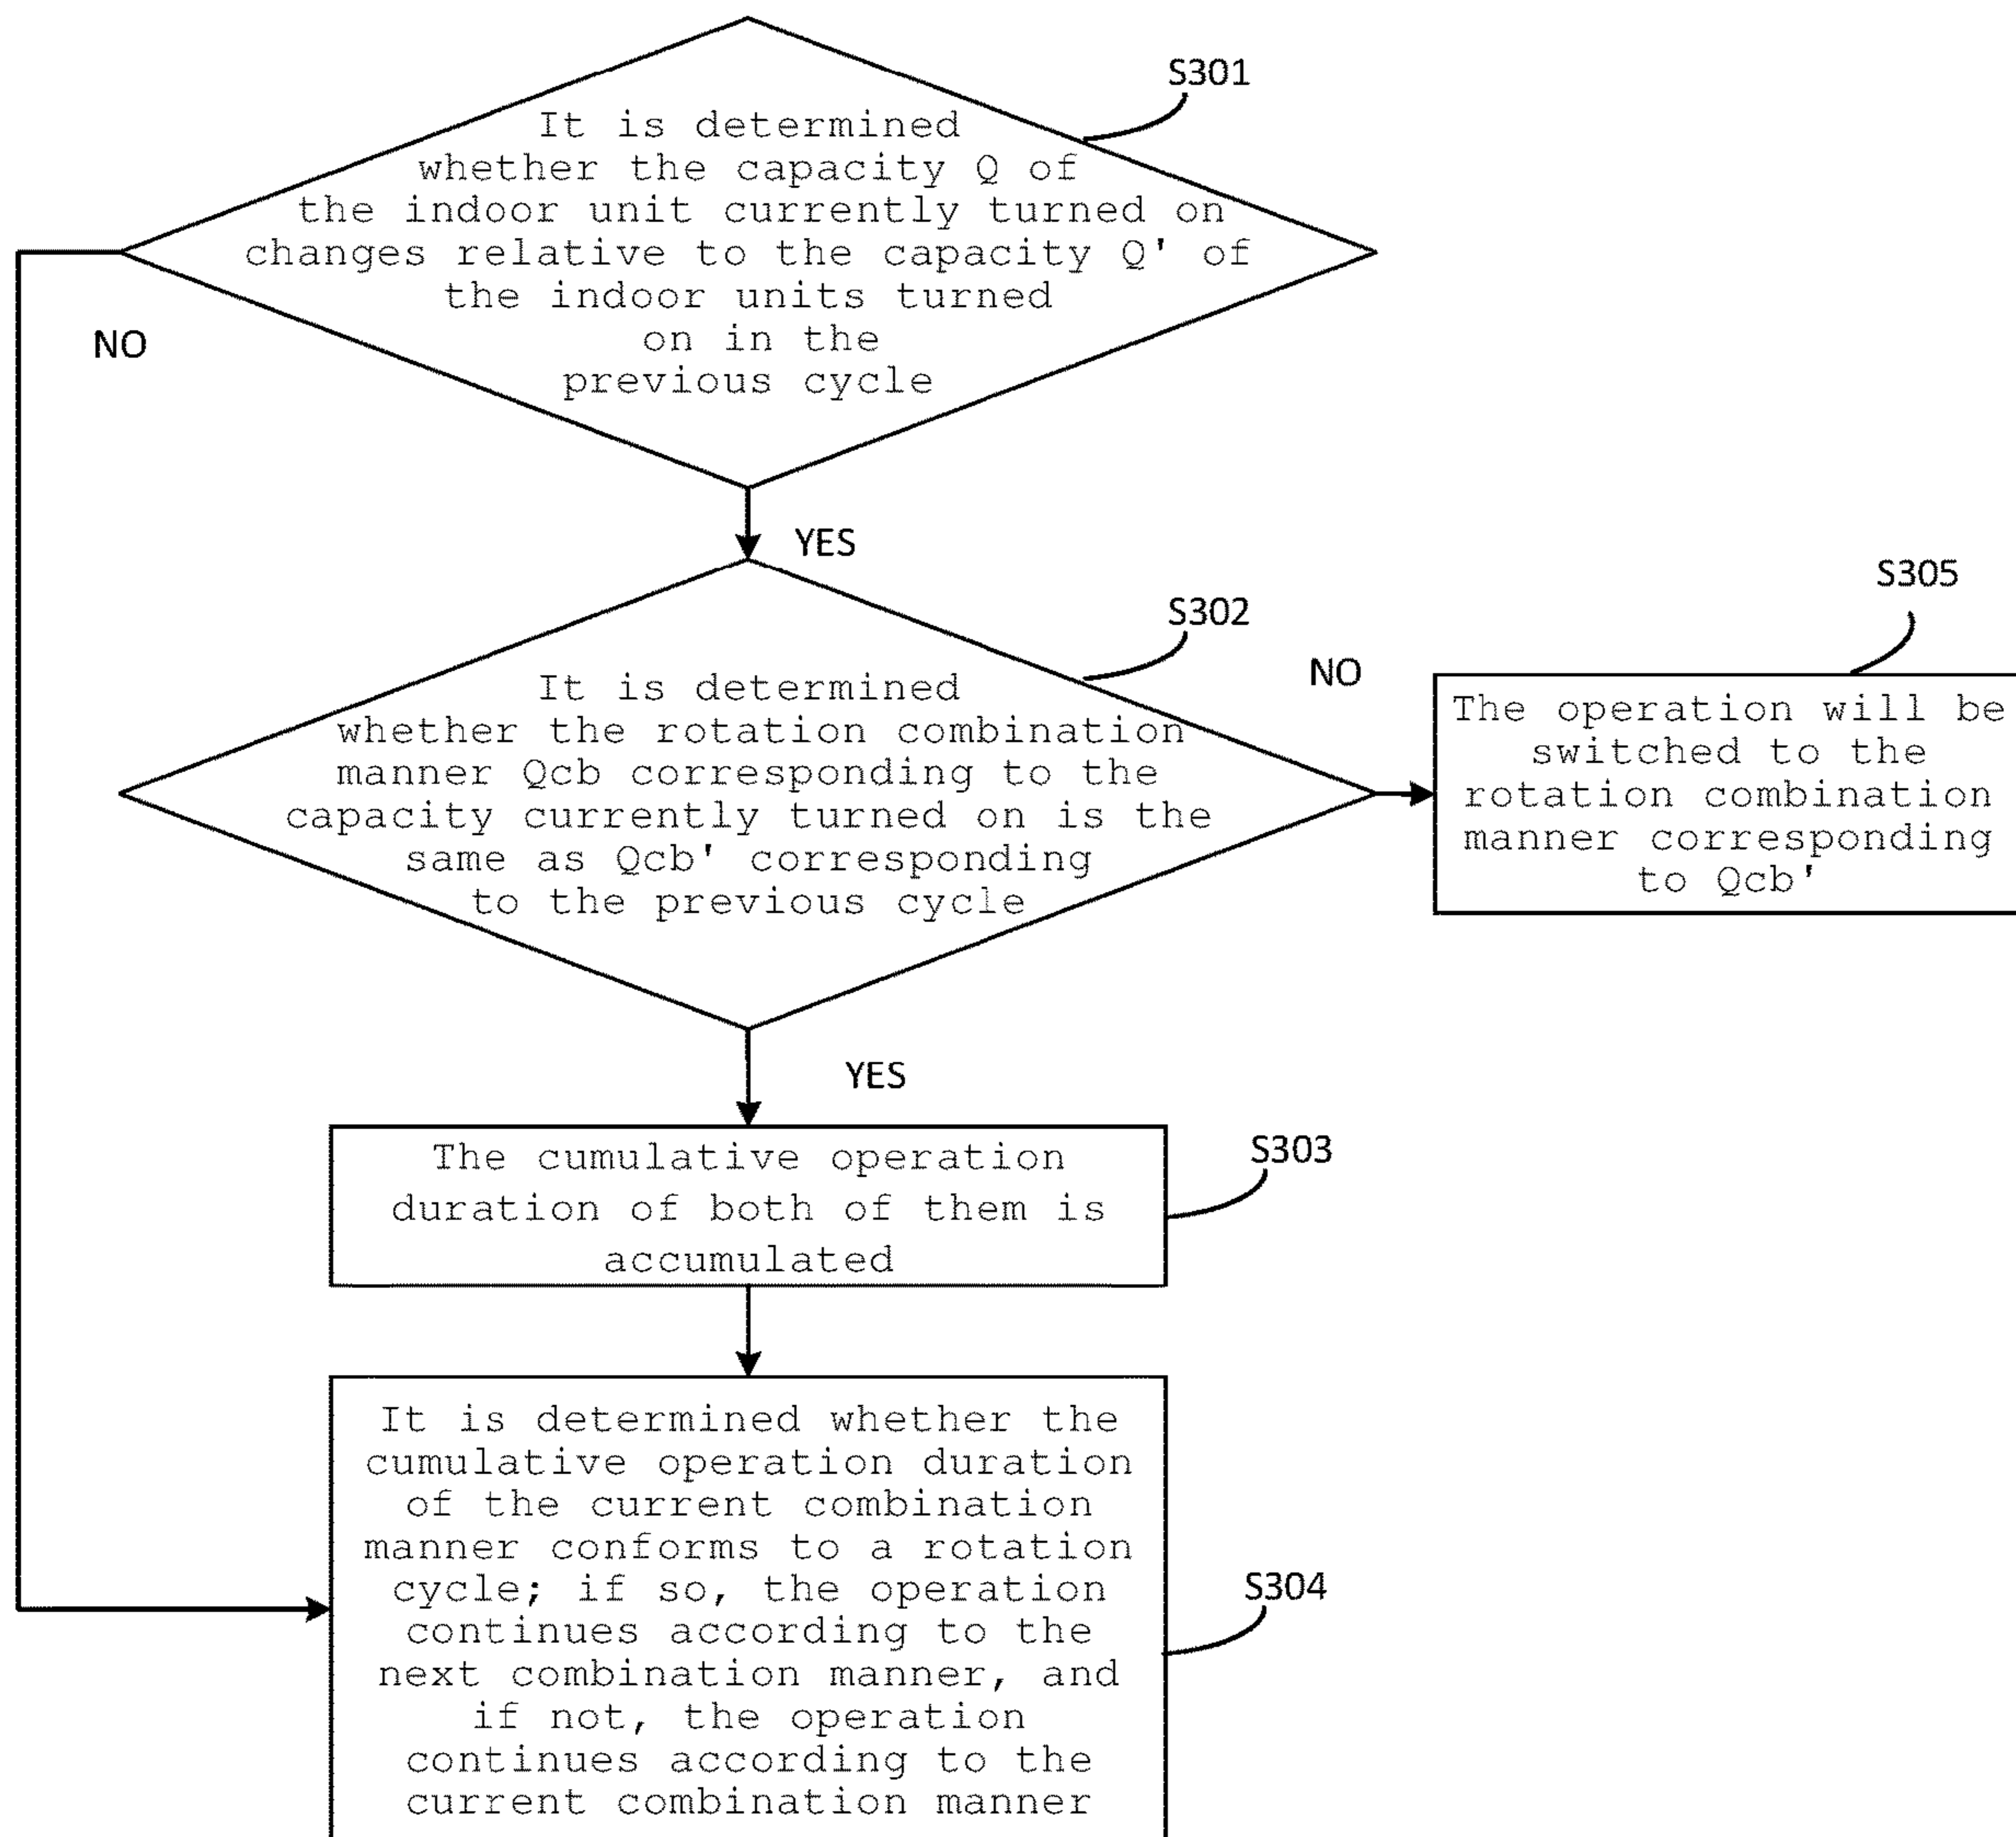 S301
It is determined
whether the capacity Q of
the indoor unit currently turned on
changes relative to the capacity Q' of
the indoor units turned
on in the
previous cycle
NO
YES
S302
It is determined
whether the rotation combination
manner Qcb corresponding to the
capacity currently turned on is the
same as Qcb' corresponding
to the previous cycle
NO
S305
The operation will be
switched to the
rotation combination
manner corresponding
to Qcb'
YES
S303
The cumulative operation
duration of both of them is
accumulated
S304
It is determined whether the
cumulative operation duration
of the current combination
manner conforms to a rotation
cycle; if so, the operation
continues according to the
next combination manner, and
if not, the operation
continues according to the
current combination manner